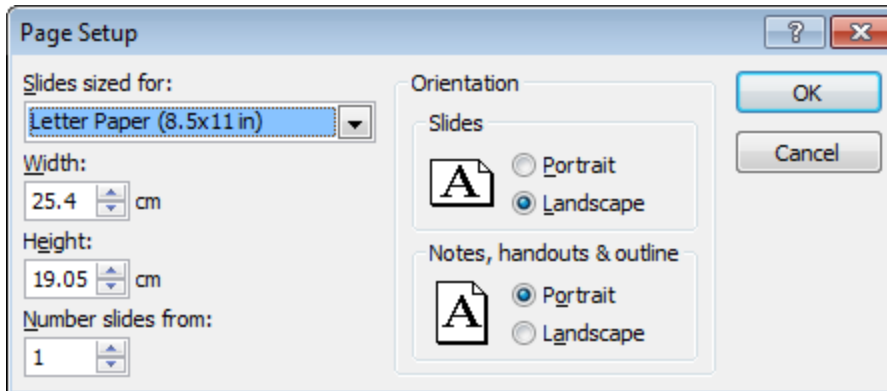 Page Setup
Slides sized for:
Letter Paper (8.5x11 in)
Width:
25.4 cm
Height:
19.05 cm
Number slides from:
1
Orientation
Slides
A
Portrait
Landscape
Notes, handouts & outline
A
Portrait
Landscape
?
OK
Cancel